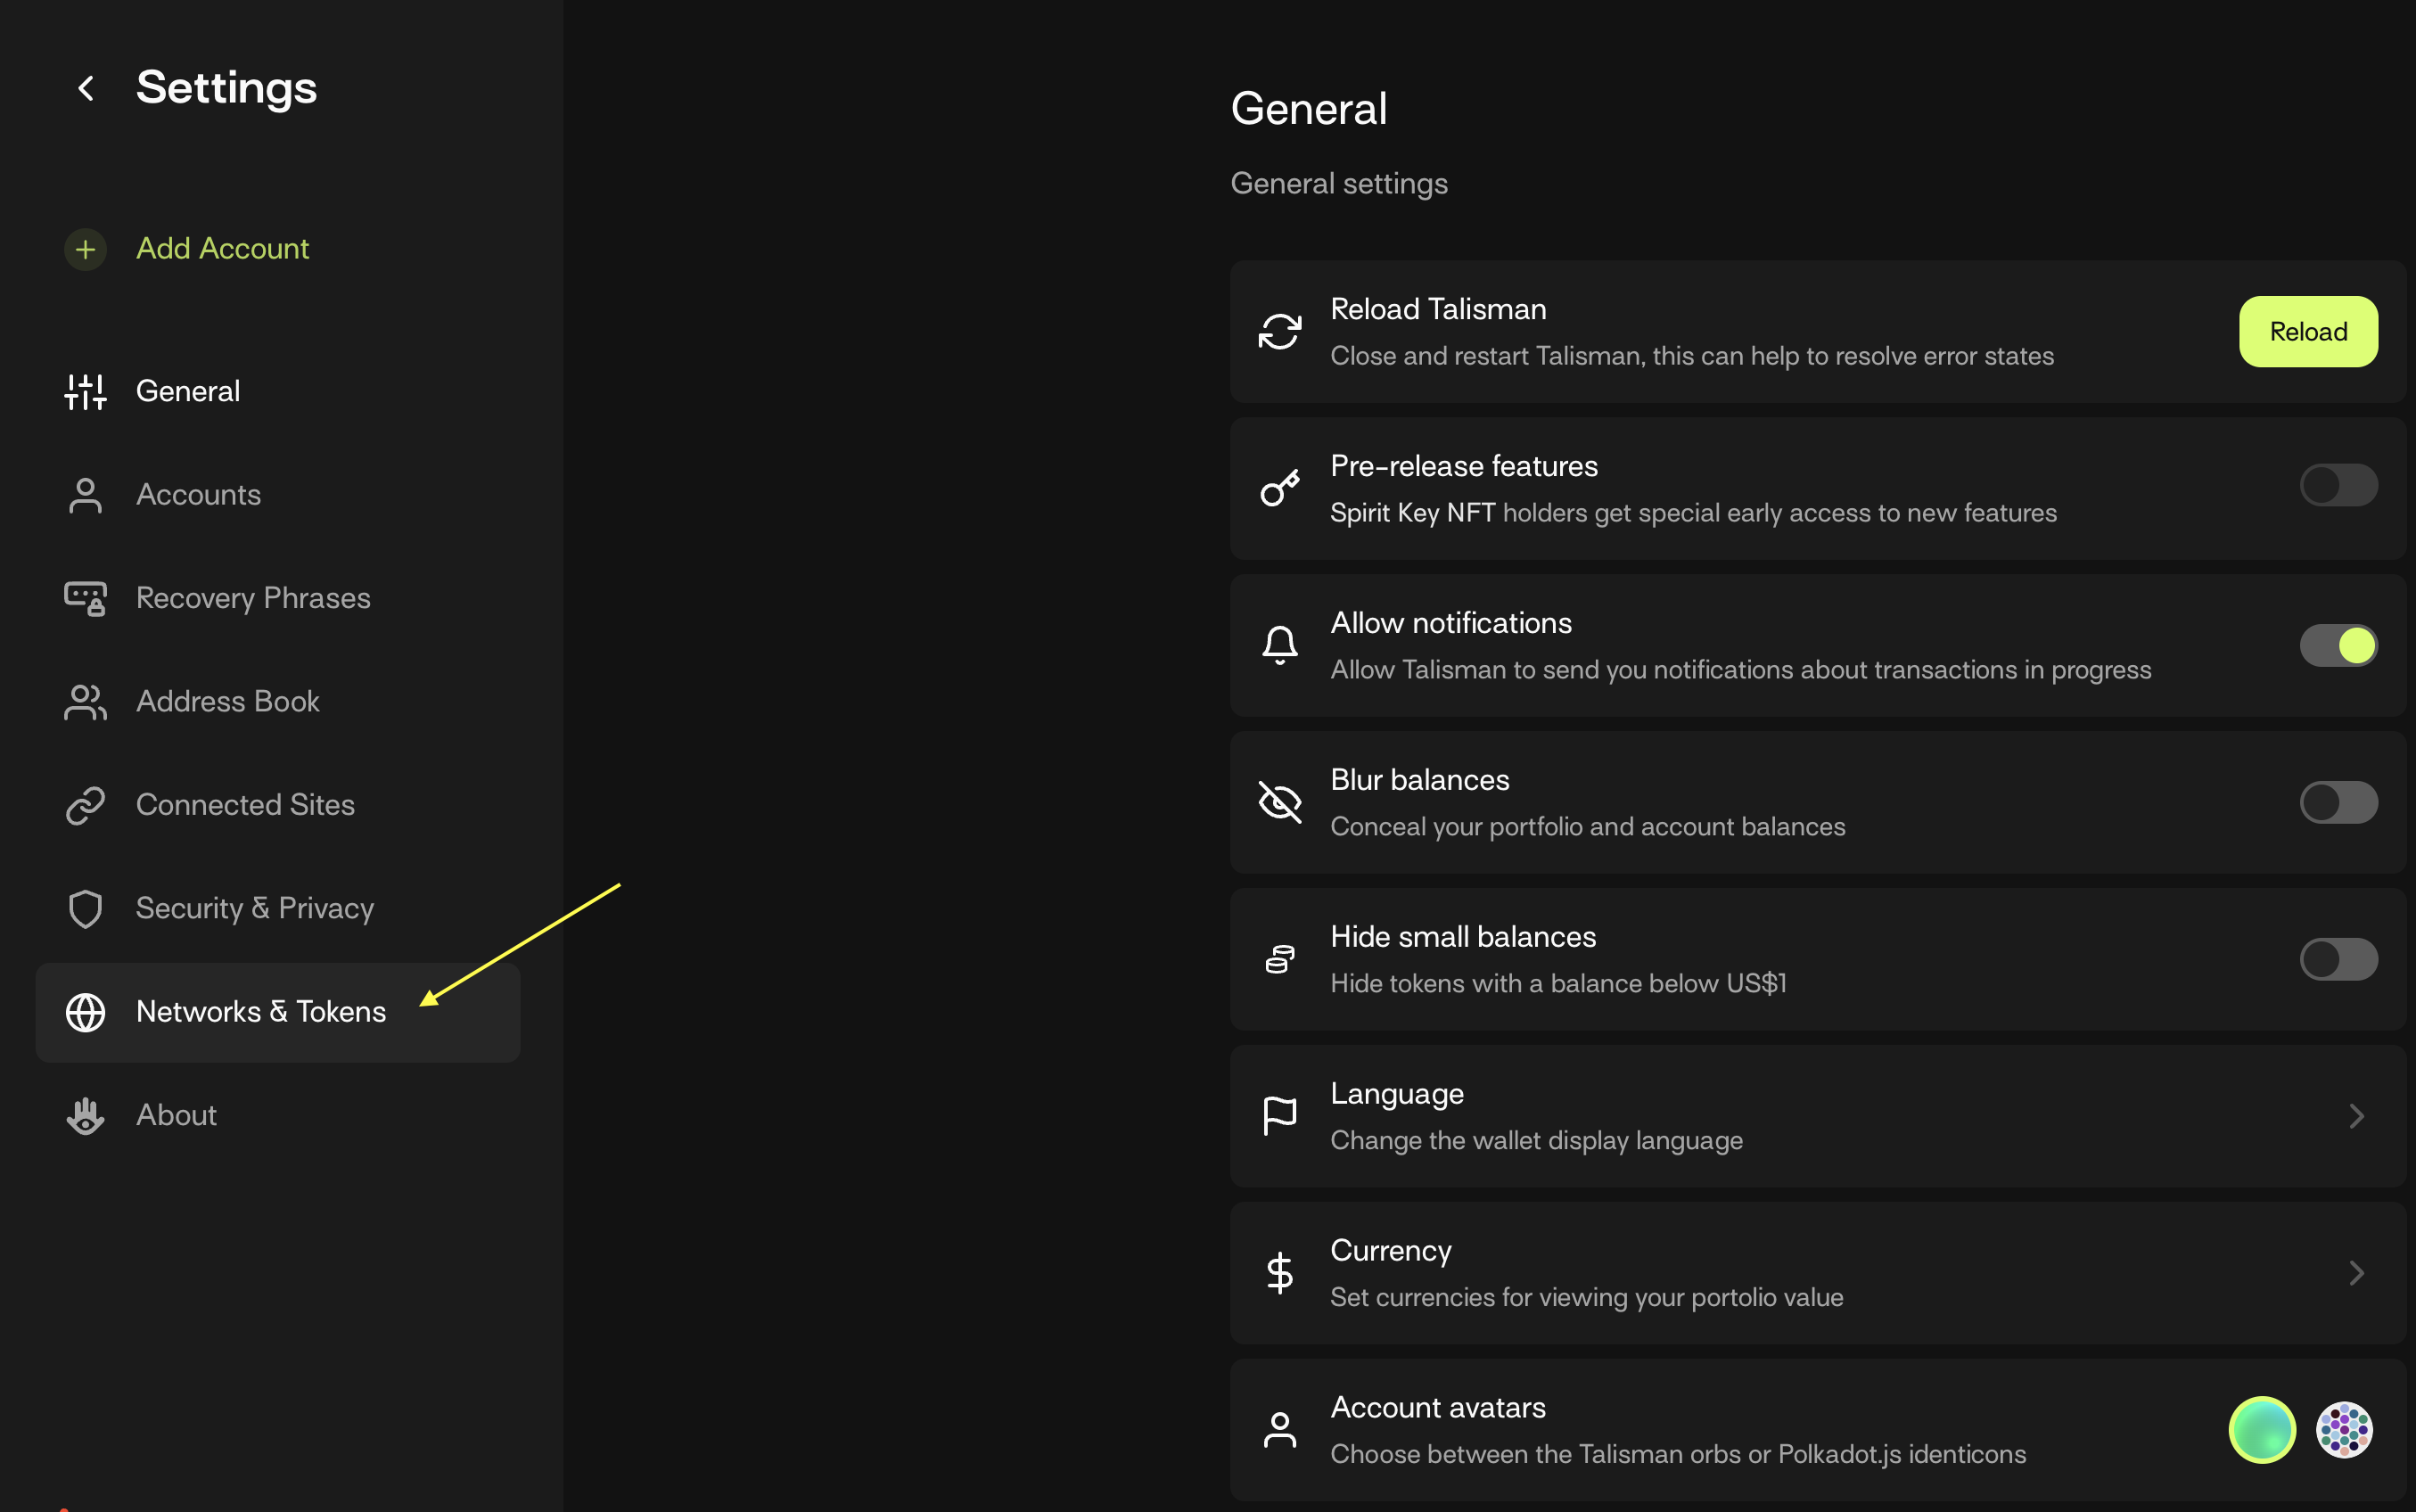 Settings
Add Account
General
Accounts
Recovery Phrases
Address Book
Connected Sites
Security & Privacy
Networks & Tokens
About
General
General settings
Reload Talisman
Close and restart Talisman, this can help to resolve error states
Reload
Pre-release features
Spirit Key NFT holders get special early access to new features
Allow notifications
Allow Talisman to send you notifications about transactions in progress
Blur balances
Conceal your portfolio and account balances
Hide small balances
Hide tokens with a balance below US$1
Language
Change the wallet display language
Currency
Set currencies for viewing your portolio value
Account avatars
Choose between the Talisman orbs or Polkadot.js identicons